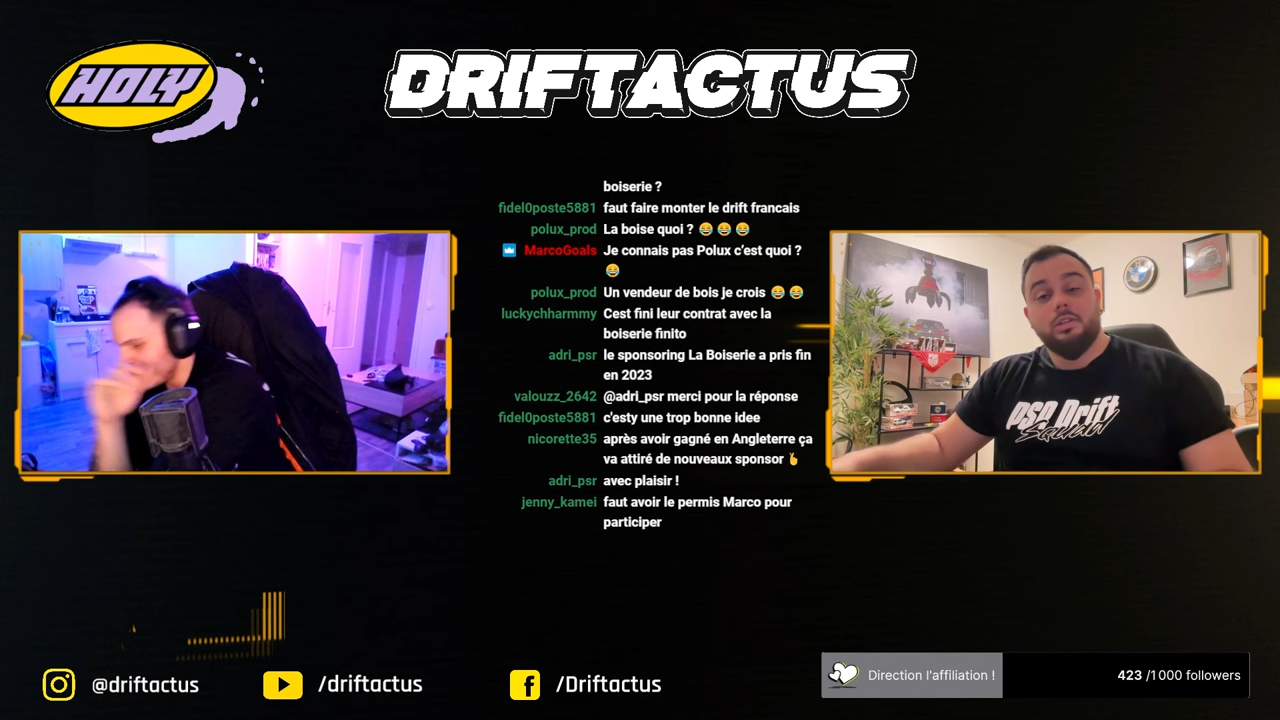 HOLY
DRIFTACTUS
boiserie ?
fidel0poste5881 faut faire monter le drift francais
polux_prod La boise quoi ? 😂 😂 😂
MarcoGoals Je connais pas Polux c'est quoi ?
😂
polux_prod Un vendeur de bois je crois 😂 😂
luckychharmmy Cest fini leur contrat avec la
boiserie finito
adri_psr le sponsoring La Boiserie a pris fin
en 2023
valouzz_2642 @adri_psr merci pour la réponse
fidel0poste5881 c'esty une trop bonne idee
nicorette35 après avoir gagné en Angleterre ça
va attiré de nouveaux sponsor 🫰
adri_psr avec plaisir !
jenny_kamei faut avoir le permis Marco pour
participer
PSP Drift
Squad
@driftactus
/driftactus
/Driftactus
Direction l'affiliation !
423 /1 000 followers